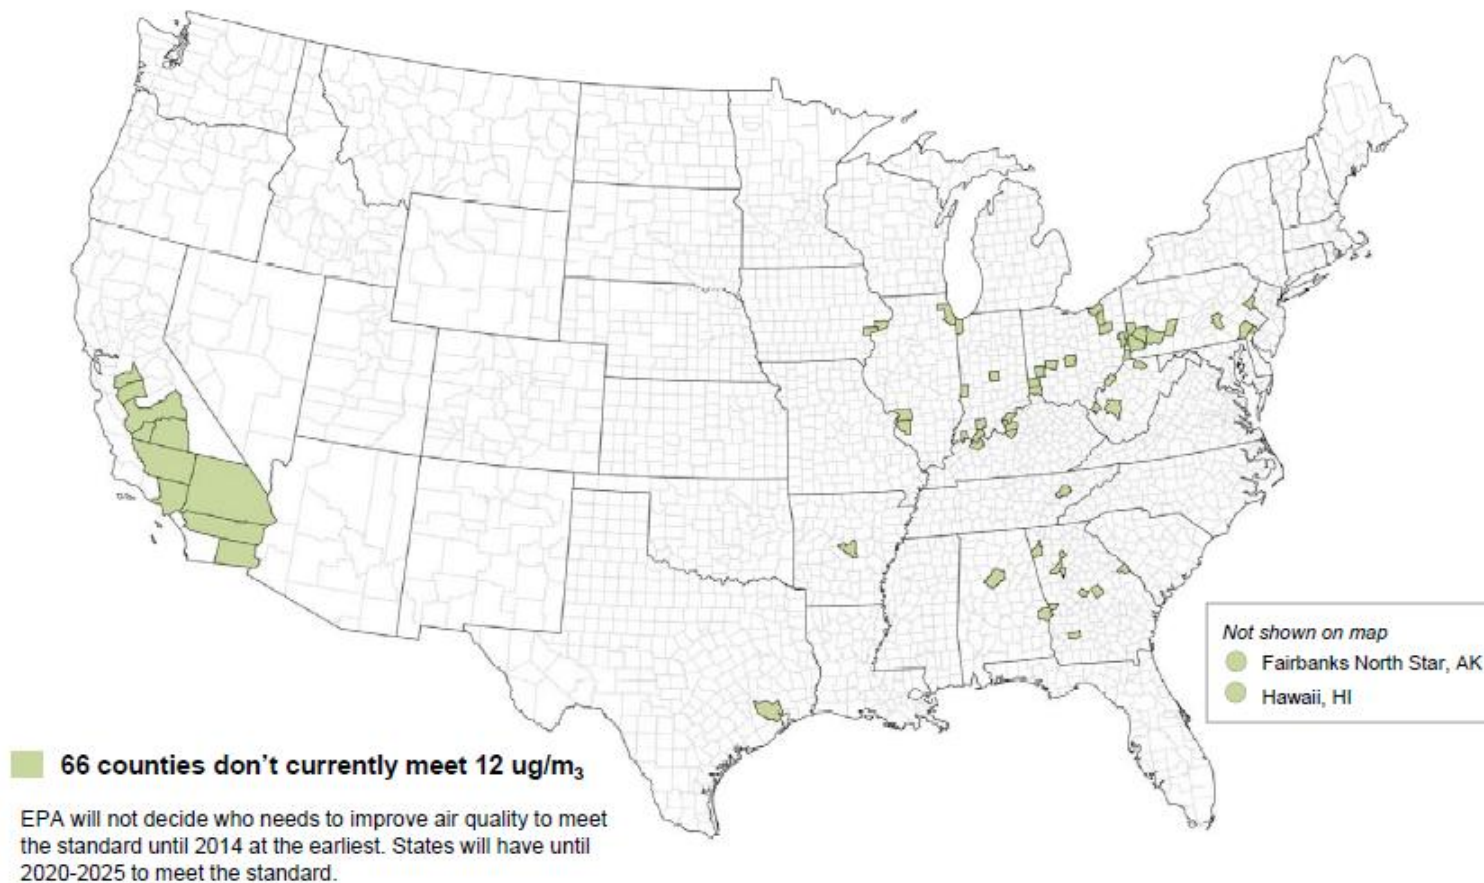 Not shown on map
Fairbanks North Star, AK
Hawaii, HI
66 counties don’t currently meet 12 ug/m₃
EPA will not decide who needs to improve air quality to meet
the standard until 2014 at the earliest. States will have until
2020-2025 to meet the standard.